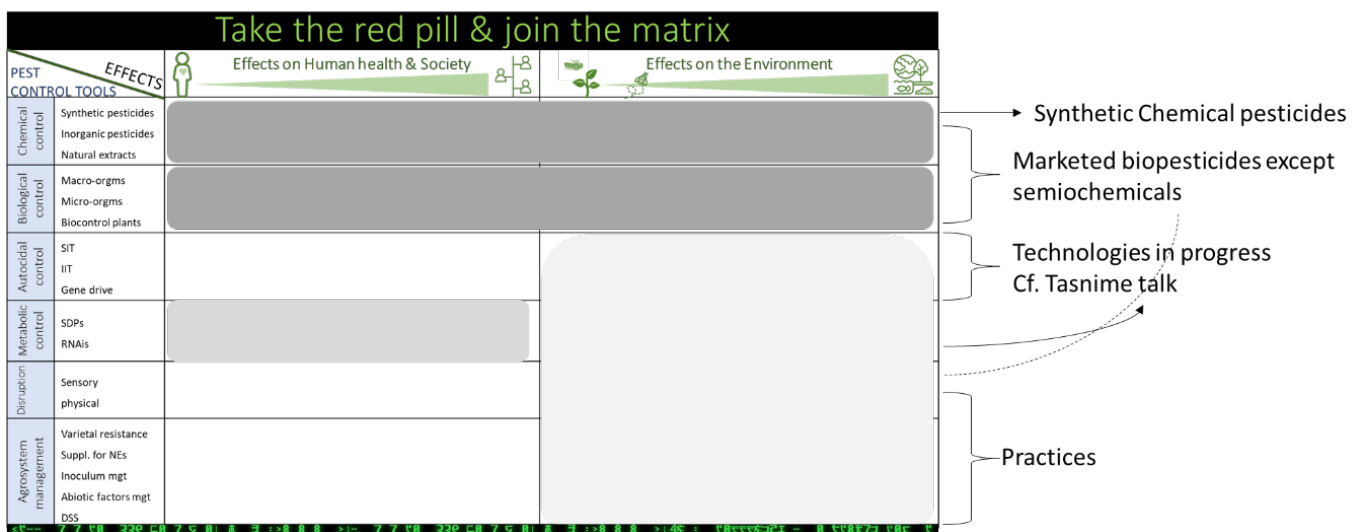 Take the red pill & join the matrix
EFFECTS
PEST
CONTROL TOOLS
Effects on Human health & Society
Effects on the Environment
Chemical
control
Synthetic pesticides
Inorganic pesticides
Natural extracts
Biological
control
Macro-orgms
Micro-orgms
Biocontrol plants
Autocidal
control
SIT
IIT
Gene drive
Metabolic
control
SDPs
RNAis
Disruption
Sensory
physical
Agrosystem
management
Varietal resistance
Suppl. for NEs
Inoculum mgt
Abiotic factors mgt
DSS
Synthetic Chemical pesticides
Marketed biopesticides except
semiochemicals
Technologies in progress
Cf. Tasnime talk
Practices